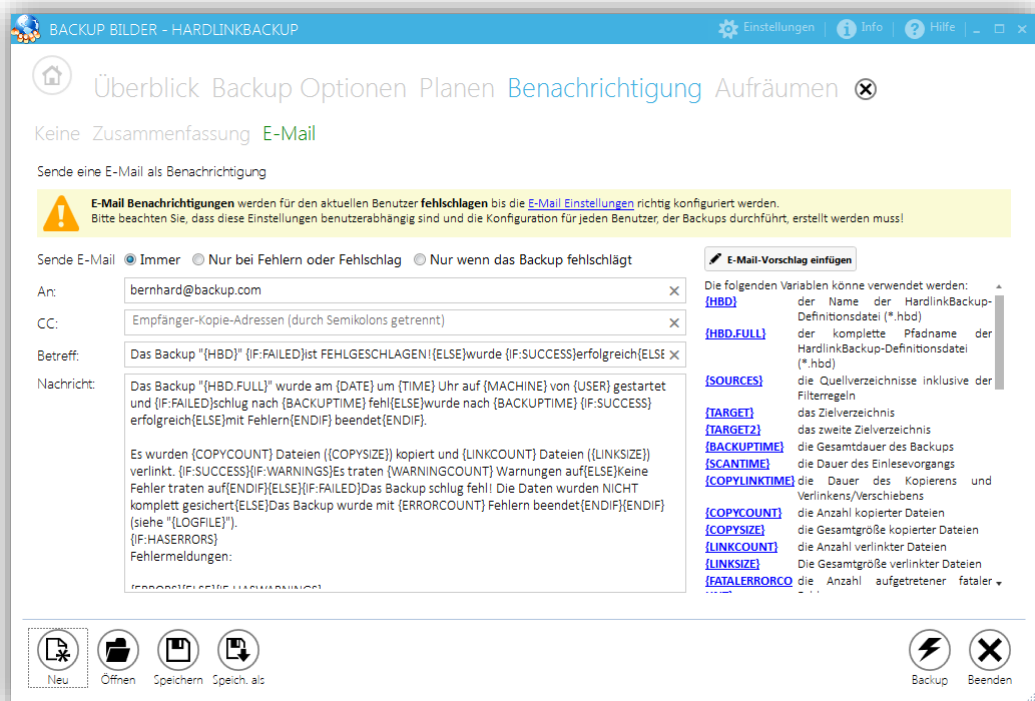 BACKUP BILDER - HARDLINKBACKUP
Einstellungen | Info | Hilfe
Überblick Backup Optionen Planen Benachrichtigung Aufräumen
Keine Zusammenfassung E-Mail
Sende eine E-Mail als Benachrichtigung
E-Mail Benachrichtigungen werden für den aktuellen Benutzer fehlschlagen bis die E-Mail Einstellungen richtig konfiguriert werden.
Bitte beachten Sie, dass diese Einstellungen benutzerabhängig sind und die Konfiguration für jeden Benutzer, der Backups durchführt, erstellt werden muss!
Sende E-Mail Immer Nur bei Fehlern oder Fehlschlag Nur wenn das Backup fehlschlägt
An: bernhard@backup.com
CC: Empfänger-Kopie-Adressen (durch Semikolons getrennt)
Betreff: Das Backup "{HBD}" {IF:FAILED}ist FEHLGESCHLAGEN!{ELSE}wurde {IF:SUCCESS}erfolgreich{ELSE
Nachricht: Das Backup "{HBD.FULL}" wurde am {DATE} um {TIME} Uhr auf {MACHINE} von {USER} gestartet
und {IF:FAILED}schlug nach {BACKUPTIME} fehl{ELSE}wurde nach {BACKUPTIME} {IF:SUCCESS}
erfolgreich{ELSE}mit Fehlern{ENDIF} beendet{ENDIF}.
Es wurden {COPYCOUNT} Dateien ({COPYSIZE}) kopiert und {LINKCOUNT} Dateien ({LINKSIZE})
verlinkt. {IF:SUCCESS}{IF:WARNINGS}Es traten {WARNINGCOUNT} Warnungen auf{ELSE}Keine
Fehler traten auf{ENDIF}{ELSE}{IF:FAILED}Das Backup schlug fehl! Die Daten wurden NICHT
komplett gesichert{ELSE}Das Backup wurde mit {ERRORCOUNT} Fehlern beendet{ENDIF}{ENDIF}
(siehe "{LOGFILE}").
{IF:HASERRORS}
Fehlermeldungen:
{ERRORS}{ELSE}{IF:HASWARNINGS}
E-Mail-Vorschlag einfügen
Die folgenden Variablen könne verwendet werden:
{HBD} der Name der HardlinkBackup-
Definitionsdatei (*.hbd)
{HBD.FULL} der komplette Pfadname der
HardlinkBackup-Definitionsdatei
(*.hbd)
{SOURCES} die Quellverzeichnisse inklusive der
Filterregeln
{TARGET} das Zielverzeichnis
{TARGET2} das zweite Zielverzeichnis
{BACKUPTIME} die Gesamtdauer des Backups
{SCANTIME} die Dauer des Einlesevorgangs
{COPYLINKTIME} die Dauer des Kopierens und
Verlinkens/Verschiebens
{COPYCOUNT} die Anzahl kopierter Dateien
{COPYSIZE} die Gesamtgröße kopierter Dateien
{LINKCOUNT} die Anzahl verlinkter Dateien
{LINKSIZE} Die Gesamtgröße verlinkter Dateien
{FATALERRORCO die Anzahl aufgetretener fataler
Neu Öffnen Speichern Speich. als Backup Beenden